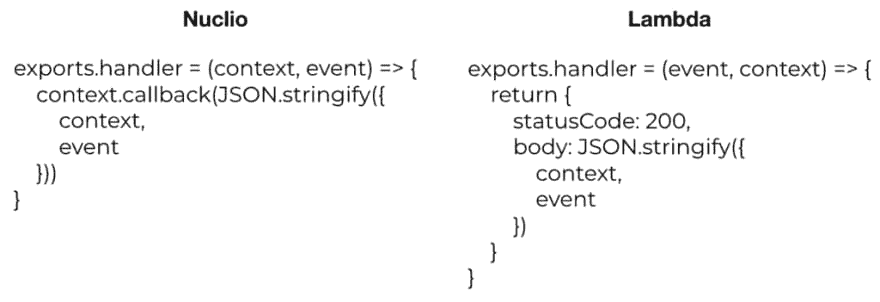 Nuclio
exports.handler = (context, event) => {
context.callback(JSON.stringify({
context,
event
}))
}
Lambda
exports.handler = (event, context) => {
return {
statusCode: 200,
body: JSON.stringify({
context,
event
})
}
}